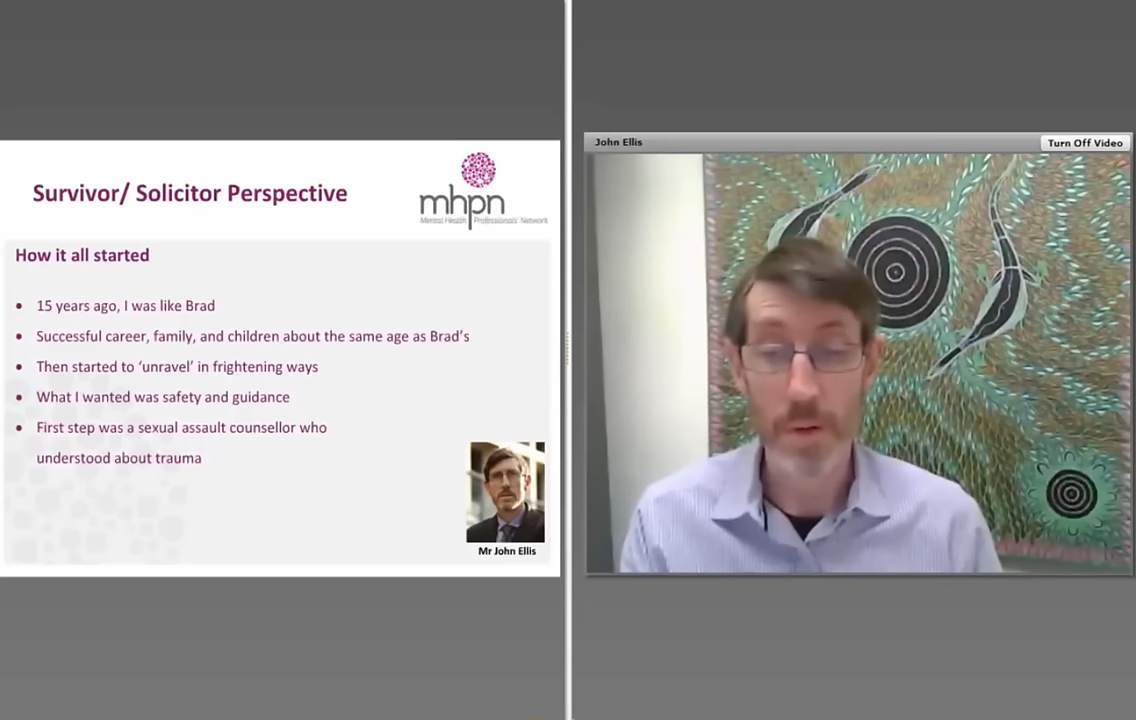 Survivor/ Solicitor Perspective
mhpn
Mental Health Professionals' Network
How it all started
• 15 years ago, I was like Brad
• Successful career, family, and children about the same age as Brad's
• Then started to 'unravel' in frightening ways
• What I wanted was safety and guidance
• First step was a sexual assault counsellor who
understood about trauma
Mr John Ellis
John Ellis
Turn Off Video